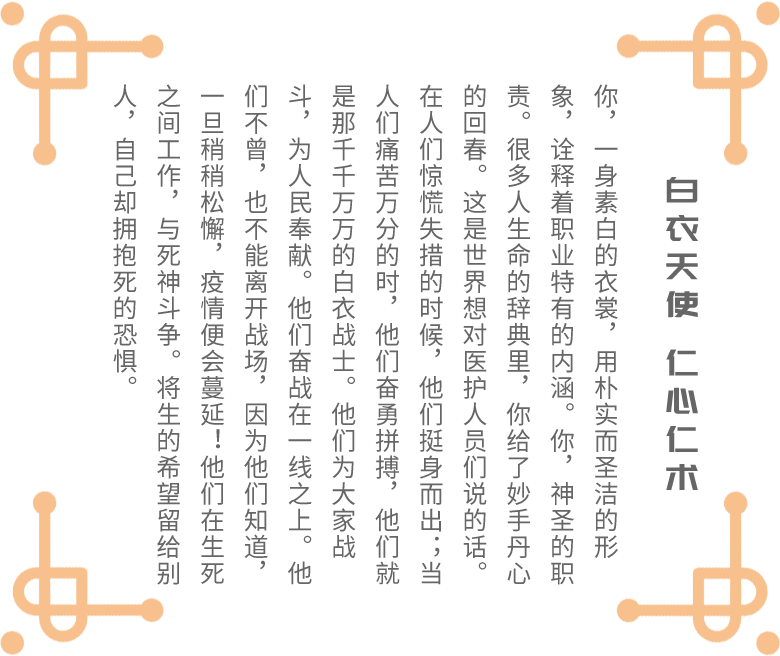 白衣天使 仁心仁术
你，一身素白的衣裳，用朴实而圣洁的形
象，诠释着职业特有的内涵。你，神圣的职
责。很多人生命的辞典里，你给了妙手丹心
的回春。这是世界想对医护人员们说的话。
在人们惊慌失措的时候，他们挺身而出；当
人们痛苦万分的时，他们奋勇拼搏，他们就
是那千千万万的白衣战士。他们为大家战
斗，为人民奉献。他们奋战在一线之上。他
们不曾，也不能离开战场，因为他们知道，
一旦稍稍松懈，疫情便会蔓延！他们在生死
之间工作，与死神斗争。将生的希望留给别
人，自己却拥抱死的恐惧。